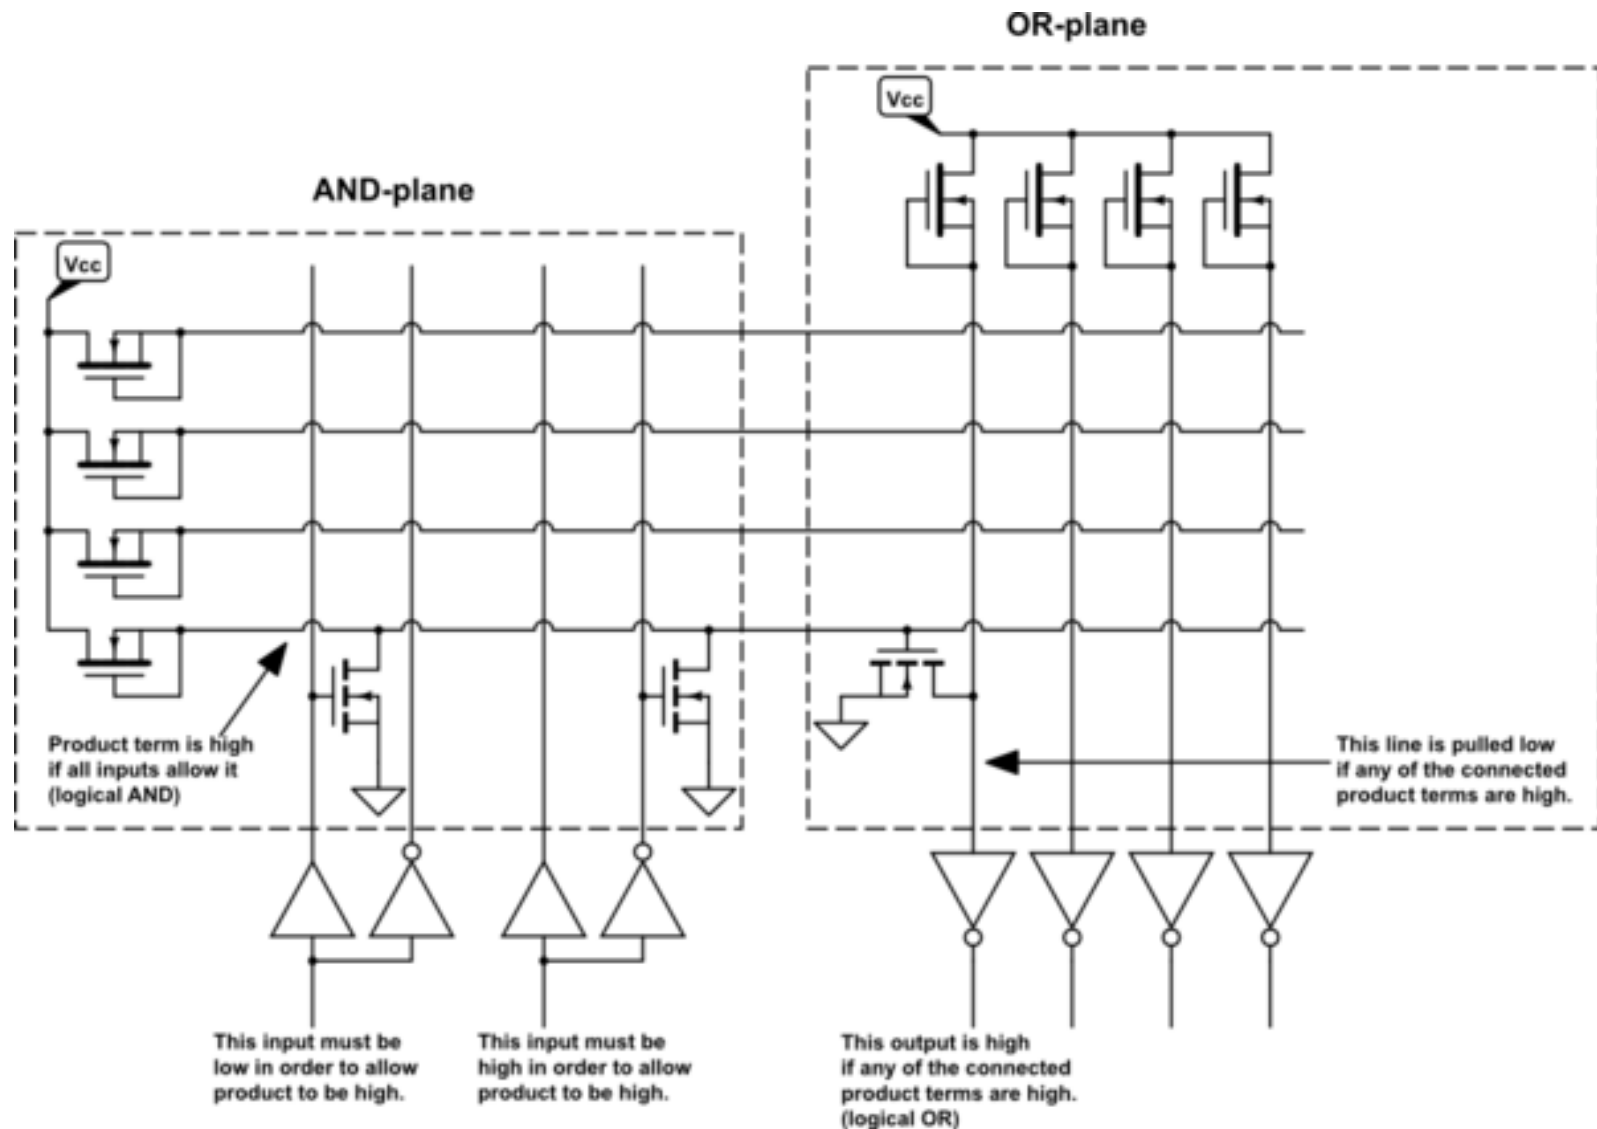 OR-plane
Vcc
AND-plane
Vcc
Product term is high
if all inputs allow it
(logical AND)
This line is pulled low
if any of the connected
product terms are high.
This input must be
low in order to allow
product to be high.
This input must be
high in order to allow
product to be high.
This output is high
if any of the connected
product terms are high.
(logical OR)